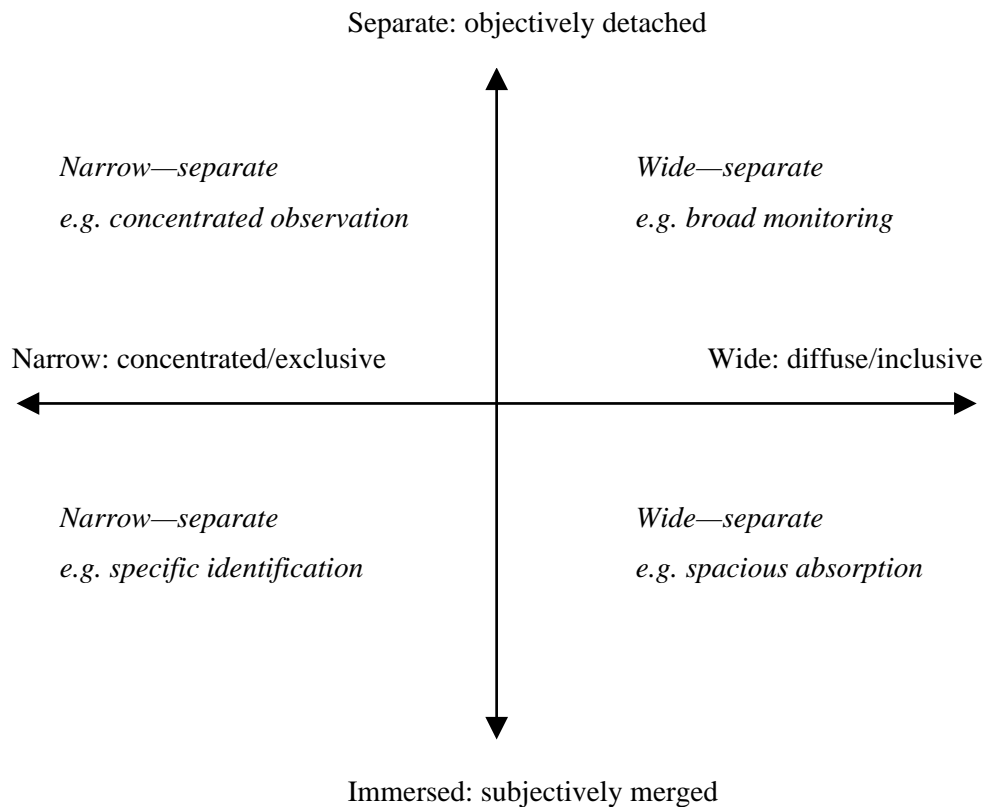 Separate: objectively detached
Narrow—separate
e.g. concentrated observation
Wide—separate
e.g. broad monitoring
Narrow: concentrated/exclusive
Wide: diffuse/inclusive
Narrow—separate
e.g. specific identification
Wide—separate
e.g. spacious absorption
Immersed: subjectively merged